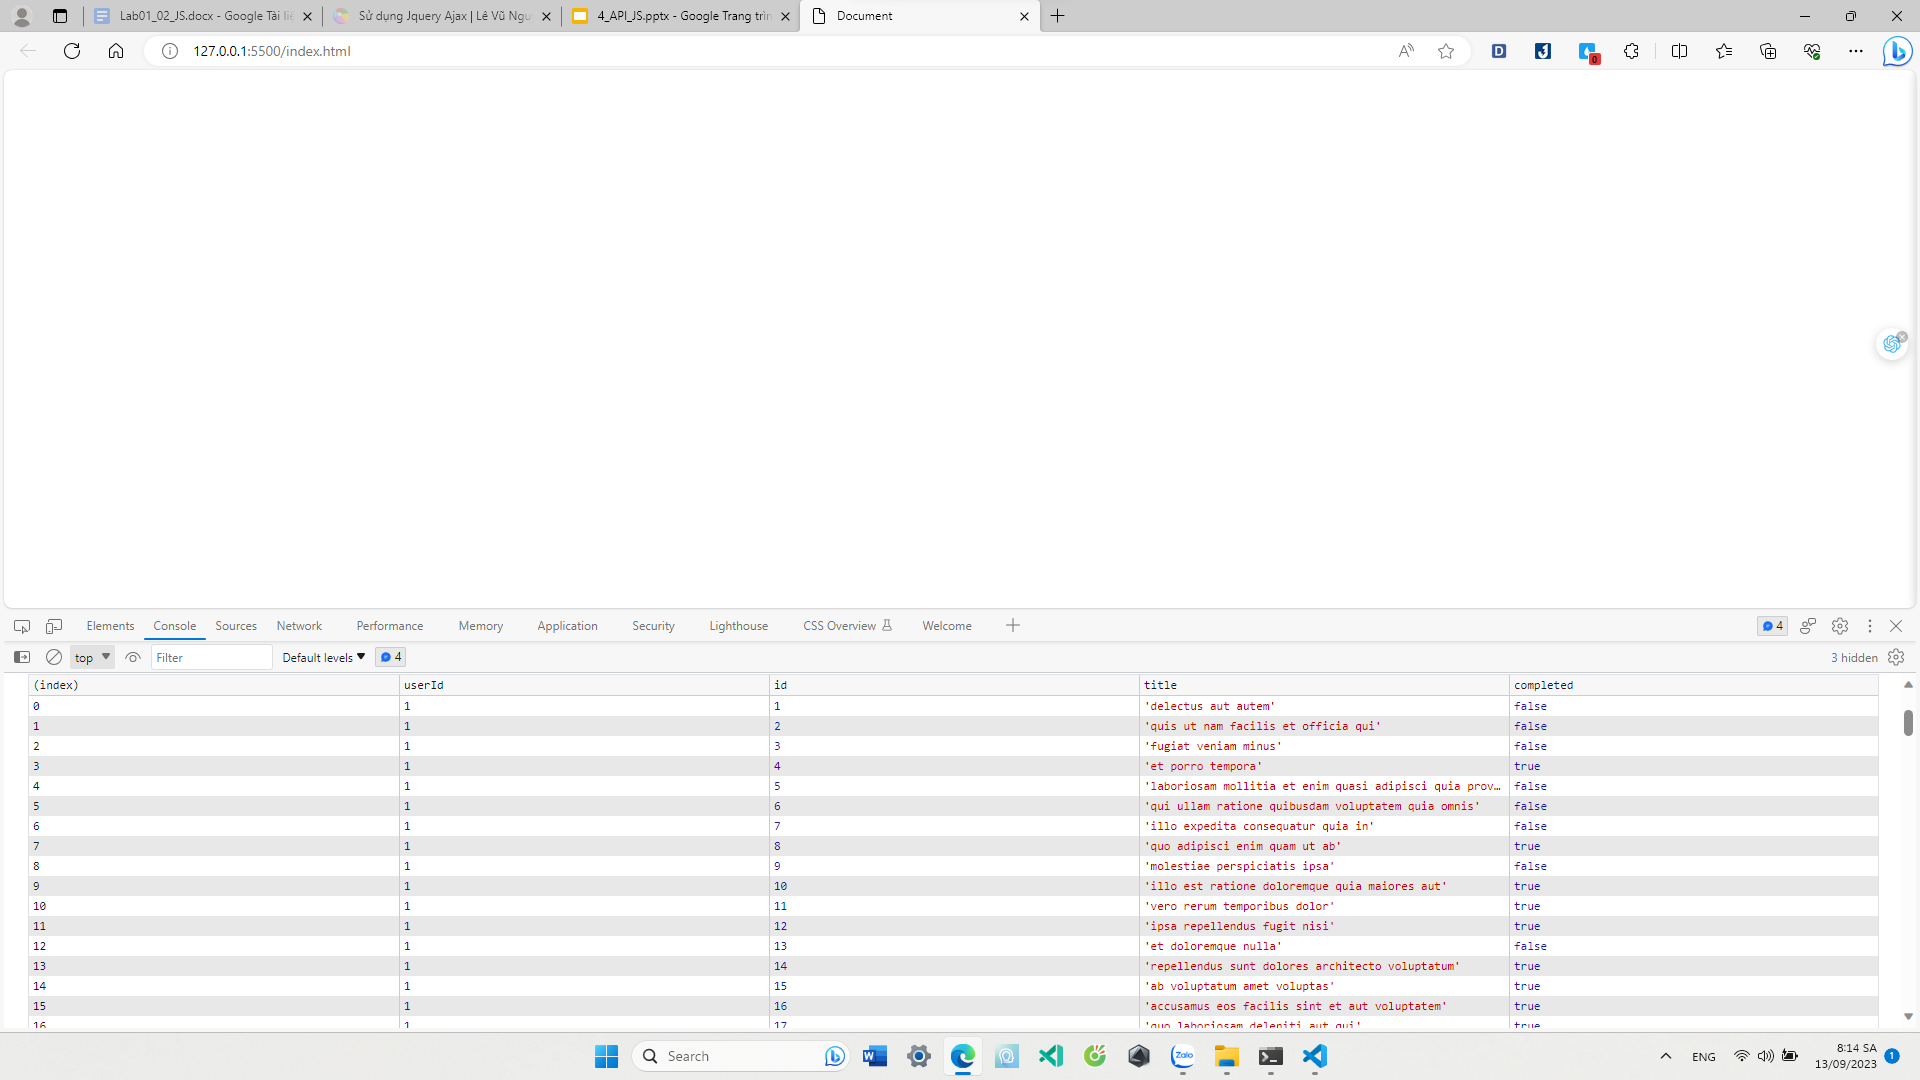 Lab01_02_JS.docx - Google Tài liệ
Sử dụng Jquery Ajax | Lê Vũ Ngu
4_API_JS.pptx - Google Trang trìn
Document
127.0.0.1:5500/index.html
0
Elements Console Sources Network Performance Memory Application Security Lighthouse CSS Overview Welcome
4
top Filter Default levels 4 3 hidden
(index) userId id title completed
0 1 1 'delectus aut autem' false
1 1 2 'quis ut nam facilis et officia qui' false
2 1 3 'fugiat veniam minus' false
3 1 4 'et porro tempora' true
4 1 5 'laboriosam mollitia et enim quasi adipisci quia prov… false
5 1 6 'qui ullam ratione quibusdam voluptatem quia omnis' false
6 1 7 'illo expedita consequatur quia in' false
7 1 8 'quo adipisci enim quam ut ab' true
8 1 9 'molestiae perspiciatis ipsa' false
9 1 10 'illo est ratione doloremque quia maiores aut' true
10 1 11 'vero rerum temporibus dolor' true
11 1 12 'ipsa repellendus fugit nisi' true
12 1 13 'et doloremque nulla' false
13 1 14 'repellendus sunt dolores architecto voluptatum' true
14 1 15 'ab voluptatum amet voluptas' true
15 1 16 'accusamus eos facilis sint et aut voluptatem' true
16 1 17 'quo laboriosam deleniti aut qui' true
Search
Zalo
ENG
8:14 SA
13/09/2023
1